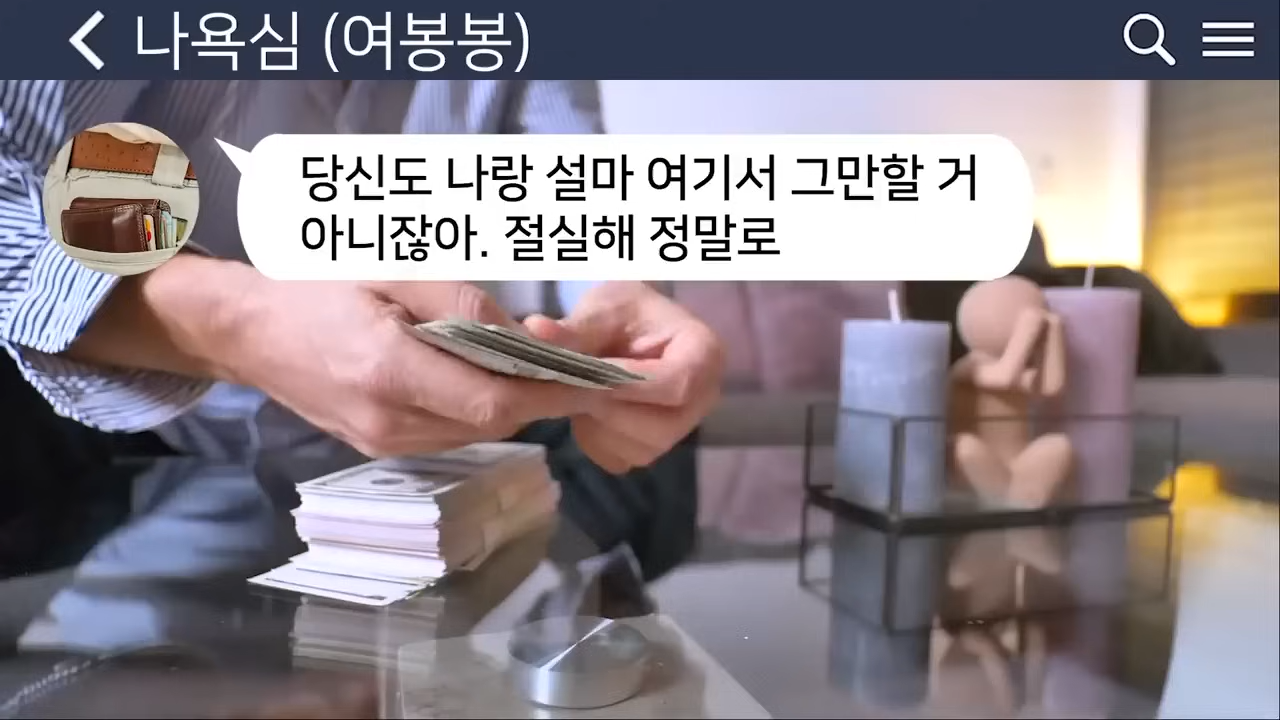 나욕심 (여봉봉)
당신도 나랑 설마 여기서 그만할 거
아니잖아. 절실해 정말로